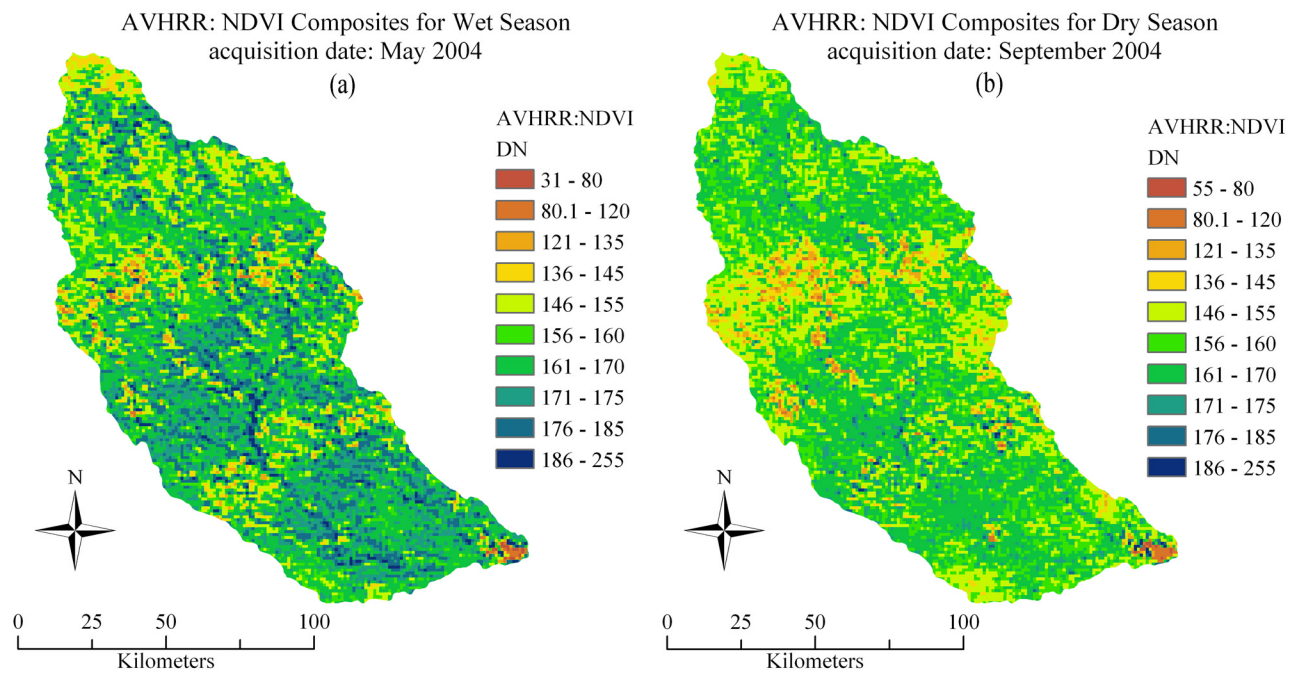 AVHRR: NDVI Composites for Wet Season
acquisition date: May 2004
(a)
AVHRR:NDVI
DN
31 - 80
80.1 - 120
121 - 135
136 - 145
146 - 155
156 - 160
161 - 170
171 - 175
176 - 185
186 - 255
N
0 25 50 100
Kilometers
AVHRR: NDVI Composites for Dry Season
acquisition date: September 2004
(b)
AVHRR:NDVI
DN
55 - 80
80.1 - 120
121 - 135
136 - 145
146 - 155
156 - 160
161 - 170
171 - 175
176 - 185
186 - 255
N
0 25 50 100
Kilometers